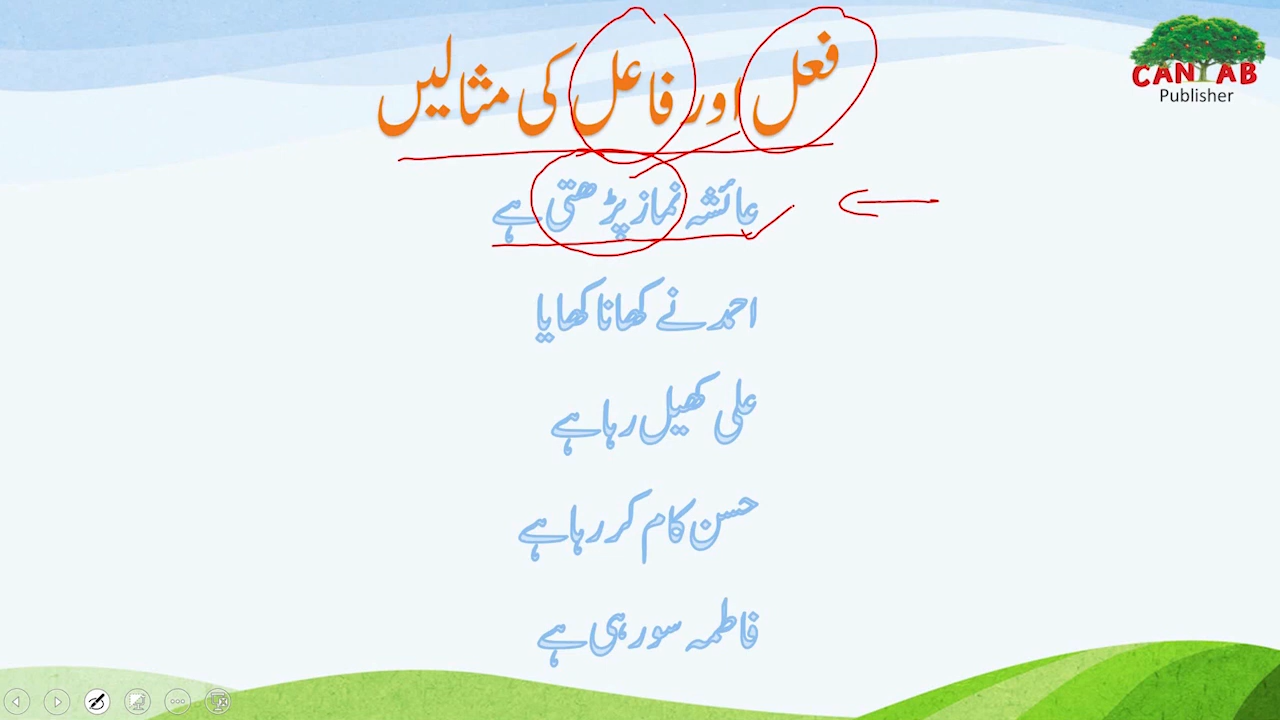 فعل اور فاعل کی مثالیں
CANTAB
Publisher
عائشہ نماز پڑھتی ہے
احمد نے کھانا کھایا
علی کھیل رہا ہے
حسن کام کر رہا ہے
فاطمہ سو رہی ہے